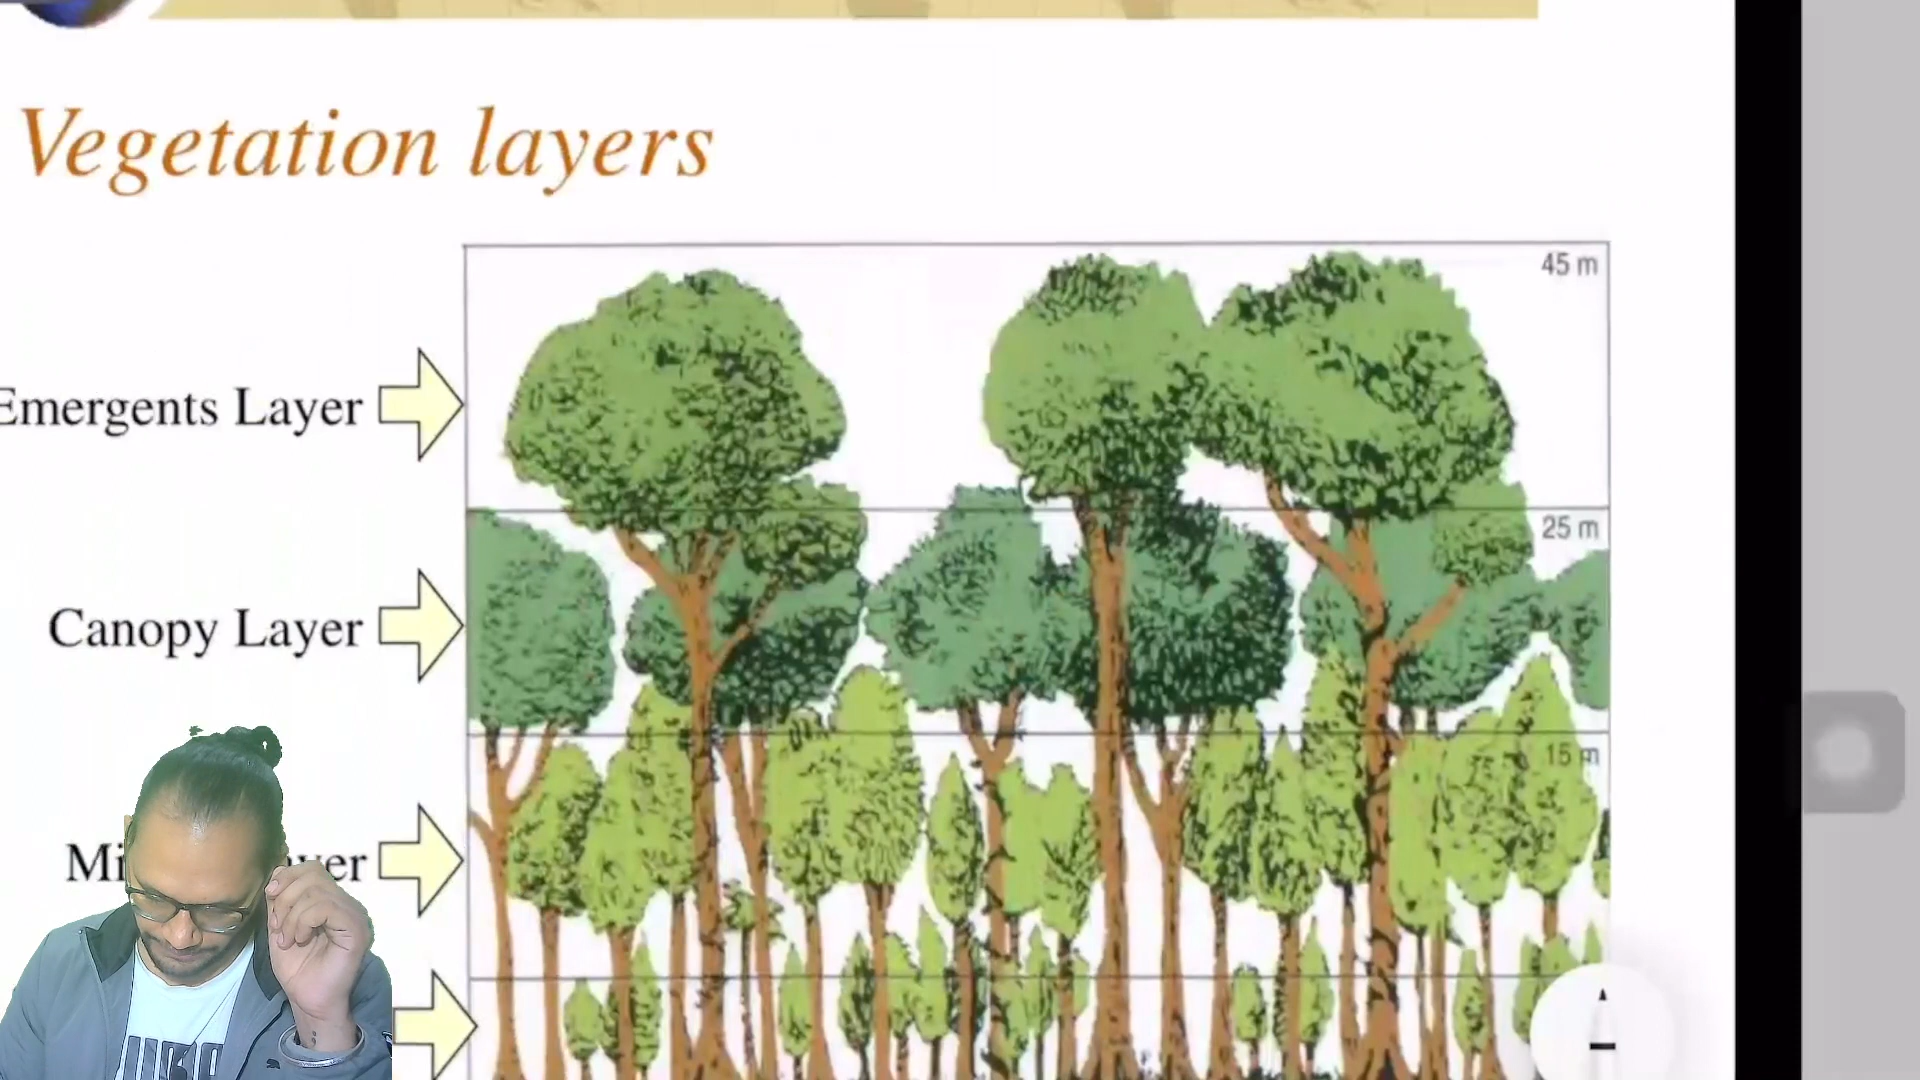 Vegetation layers
45 m
Emergents Layer
25 m
Canopy Layer
15 m